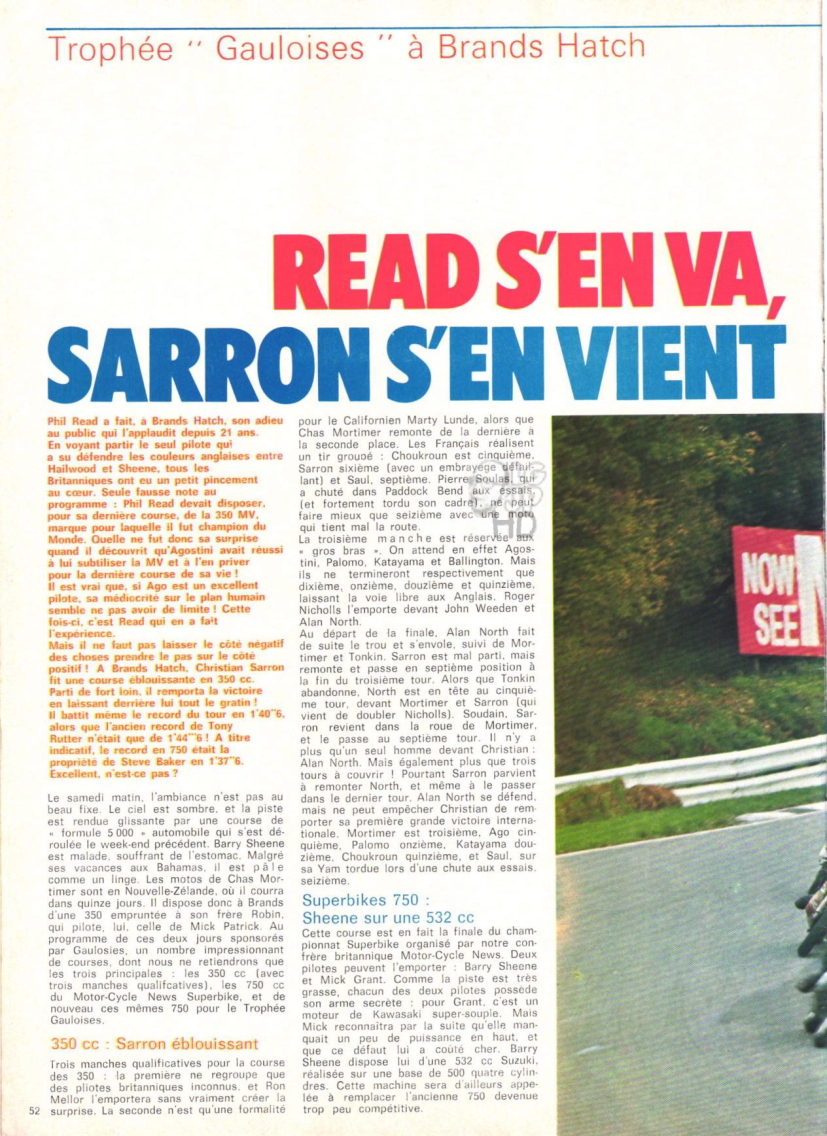 Trophée " Gauloises " à Brands Hatch
READ S'EN VA,
SARRON S'EN VIENT
Phil Read a fait, à Brands Hatch, son adieu
au public qui l'applaudit depuis 21 ans.
En voyant partir le seul pilote qui
a su défendre les couleurs anglaises entre
Hailwood et Sheene, tous les
Britanniques ont eu un petit pincement
au cœur. Seule fausse note au
programme : Phil Read devait disposer,
pour sa dernière course, de la 350 MV,
marque pour laquelle il fut champion du
Monde. Quelle ne fut donc sa surprise
quand il découvrit qu'Agostini avait réussi
à lui subtiliser la MV et à l'en priver
pour la dernière course de sa vie !
Il est vrai que, si Ago est un excellent
pilote, sa médiocrité sur le plan humain
semble ne pas avoir de limite ! Cette
fois-ci, c'est Read qui en a fait
l'expérience.
Mais il ne faut pas laisser le côté négatif
des choses prendre le pas sur le côté
positif ! A Brands Hatch, Christian Sarron
fit une course éblouissante en 350 cc.
Parti de fort loin, il remporta la victoire
en laissant derrière lui tout le gratin !
Il battit même le record du tour en 1'40"6,
alors que l'ancien record de Tony
Rutter n'était que de 1'44"6 ! A titre
indicatif, le record en 750 était la
propriété de Steve Baker en 1'37"6.
Excellent, n'est-ce pas ?
Le samedi matin, l'ambiance n'est pas au
beau fixe. Le ciel est sombre, et la piste
est rendue glissante par une course de
« formule 5 000 » automobile qui s'est dé-
roulée le week-end précédent. Barry Sheene
est malade, souffrant de l'estomac. Malgré
ses vacances aux Bahamas, il est pâle
comme un linge. Les motos de Chas Mor-
timer sont en Nouvelle-Zélande, où il courra
dans quinze jours. Il dispose donc à Brands
d'une 350 empruntée à son frère Robin,
qui pilote, lui, celle de Mick Patrick. Au
programme de ces deux jours sponsorés
par Gaulosies, un nombre impressionnant
de courses, dont nous ne retiendrons que
les trois principales : les 350 cc (avec
trois manches qualifcatives), les 750 cc
du Motor-Cycle News Superbike, et de
nouveau ces mêmes 750 pour le Trophée
Gauloises.
350 cc : Sarron éblouissant
Trois manches qualificatives pour la course
des 350 : la première ne regroupe que
des pliotes britanniques inconnus, et Ron
Mellor l'emportera sans vraiment créer la
surprise. La seconde n'est qu'une formalité
52
pour le Californien Marty Lunde, alors que
Chas Mortimer remonte de la dernière à
la seconde place. Les Français réalisent
un tir groupé : Choukroun est cinquième,
Sarron sixième (avec un embrayage défail-
lant) et Saul, septième. Pierre Soulas, qui
a chuté dans Paddock Bend aux essais,
(et fortement tordu son cadre), ne peut
faire mieux que seizième avec une moto
qui tient mal la route.
La troisième manche est réservée aux
« gros bras ». On attend en effet Agos-
tini, Palomo, Katayama et Ballington. Mais
ils ne termineront respectivement que
dixième, onzième, douzième et quinzième,
laissant la voie libre aux Anglais. Roger
Nicholls l'emporte devant John Weeden et
Alan North.
Au départ de la finale, Alan North fait
de suite le trou et s'envole, suivi de Mor-
timer et Tonkin. Sarron est mal parti, mais
remonte et passe en septième position à
la fin du troisième tour. Alors que Tonkin
abandonne, North est en tête au cinquiè-
me tour, devant Mortimer et Sarron (qui
vient de doubler Nicholls). Soudain, Sar-
ron revient dans la roue de Mortimer,
et le passe au septième tour. Il n'y a
plus qu'un seul homme devant Christian :
Alan North. Mais également plus que trois
tours à couvrir ! Pourtant Sarron parvient
à remonter North, et même à le passer
dans le dernier tour. Alan North se défend,
mais ne peut empêcher Christian de rem-
porter sa première grande victoire interna-
tionale. Mortimer est troisième, Ago cin-
quième, Palomo onzième, Katayama dou-
zième, Choukroun quinzième, et Saul, sur
sa Yam tordue lors d'une chute aux essais,
seizième.
Superbikes 750 :
Sheene sur une 532 cc
Cette course est en fait la finale du cham-
pionnat Superbike organisé par notre con-
frère britannique Motorcycle News. Deux
pilotes peuvent l'emporter : Barry Sheene
et Mick Grant. Comme la piste est très
grasse, chacun des deux pilotes possède
son arme secrète : pour Grant, c'est un
moteur de Kawasaki super-souple. Mais
Mick reconnaîtra par la suite qu'elle man-
quait un peu de puissance en haut, et
que ce défaut lui a coûté cher. Barry
Sheene dispose lui d'une 532 cc Suzuki,
réalisée sur une base de 500 quatre cylin-
dres. Cette machine sera d'ailleurs appe-
lée à remplacer l'ancienne 750 devenue
trop peu compétitive.
NOW
SEE
HD